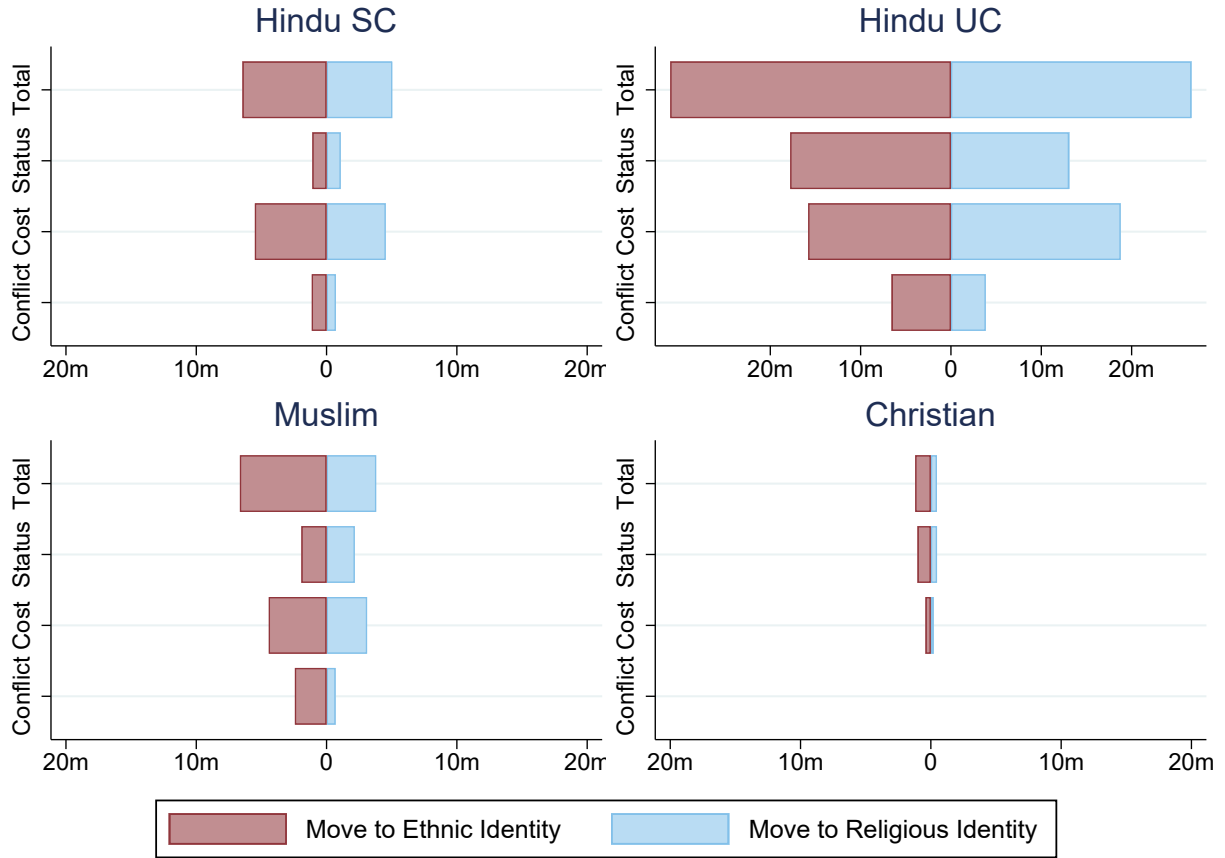 Hindu SC
Total
Status
Cost
Conflict
20m 10m 0 10m 20m
Hindu UC
Total
Status
Cost
Conflict
20m 10m 0 10m 20m
Muslim
Total
Status
Cost
Conflict
20m 10m 0 10m 20m
Christian
Total
Status
Cost
Conflict
20m 10m 0 10m 20m
Move to Ethnic Identity
Move to Religious Identity